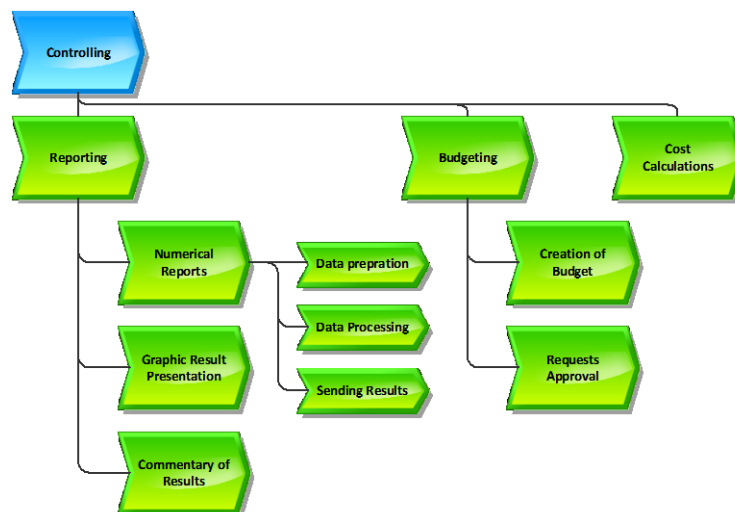 Controlling
Reporting
Budgeting
Cost
Calculations
Numerical
Reports
Data prepration
Creation of
Budget
Data Processing
Graphic Result
Presentation
Requests
Approval
Sending Results
Commentary of
Results